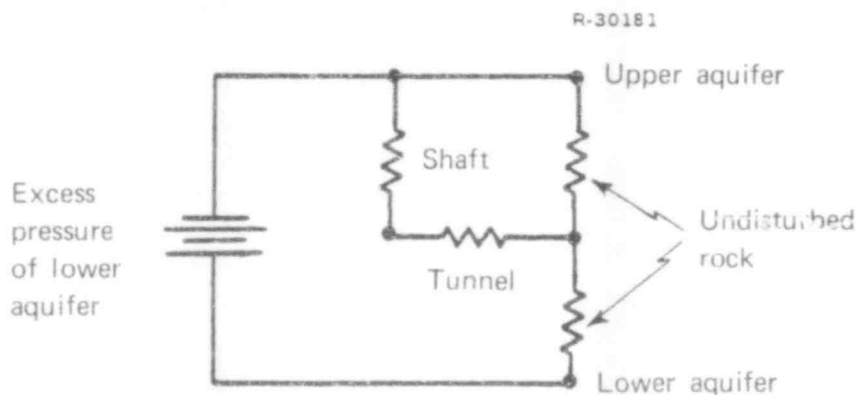 R-30181
Upper aquifer
Shaft
Excess
pressure
of lower
aquifer
Undisturbed
rock
Tunnel
Lower aquifer